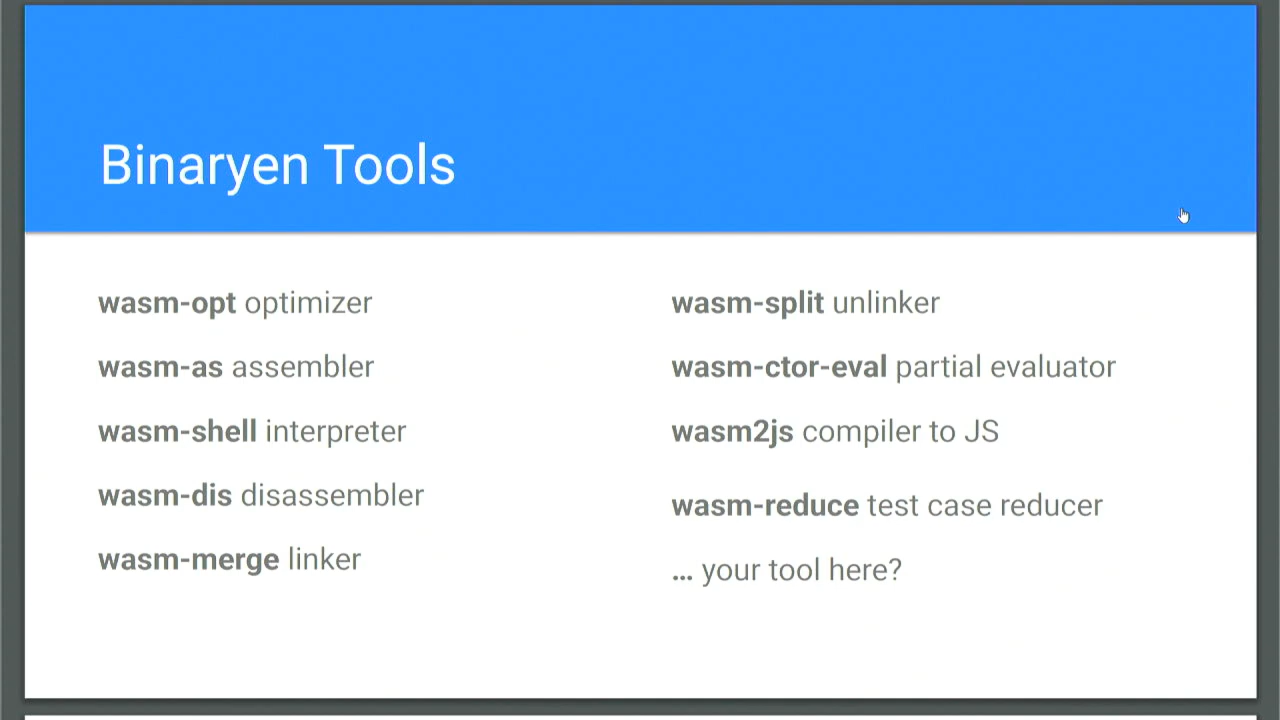 Binaryen Tools
wasm-opt optimizer
wasm-as assembler
wasm-shell interpreter
wasm-dis disassembler
wasm-merge linker
wasm-split unlinker
wasm-ctor-eval partial evaluator
wasm2js compiler to JS
wasm-reduce test case reducer
... your tool here?